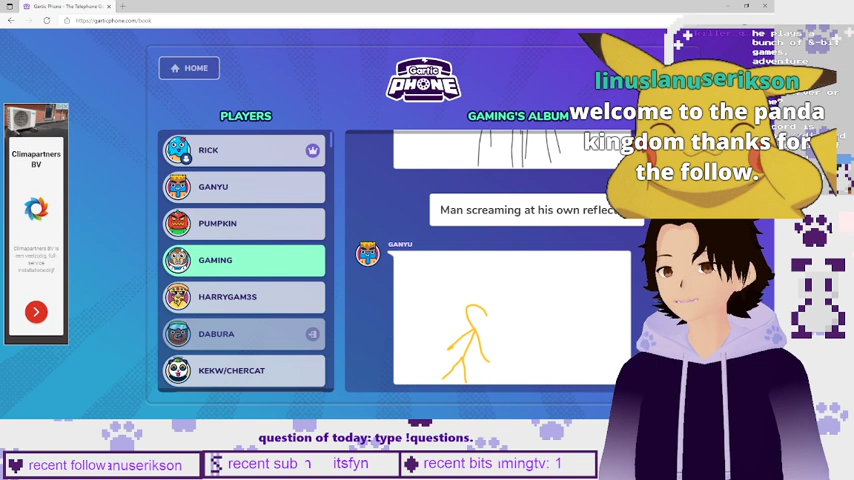 Gartic Phone - The Telephone G
https://garticphone.com/book
he plays a
bunch of 8-bit
games,
adventure
HOME
Gartic
PHONE
linuslanuserikson
welcome to the panda
kingdom thanks for
the follow.
PLAYERS
GAMING'S ALBUM
Climapartners
BV
RICK
GANYU
PUMPKIN
GAMING
HARRYGAM3S
DABURA
KEKW/CHERCAT
Man screaming at his own reflec
GANYU
question of today: type !questions.
recent follow
anuserikson
recent sub
itsfyn
recent bits
mingtv: 1